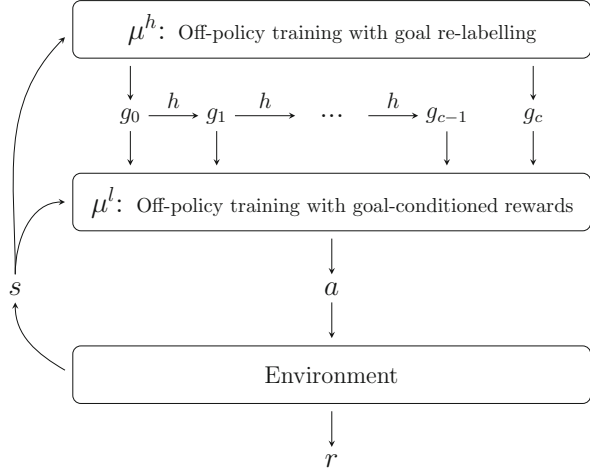 μ^h: Off-policy training with goal re-labelling
h h h
g_0 g_1 ... g_{c−1} g_c
μ^l: Off-policy training with goal-conditioned rewards
s a
Environment
r